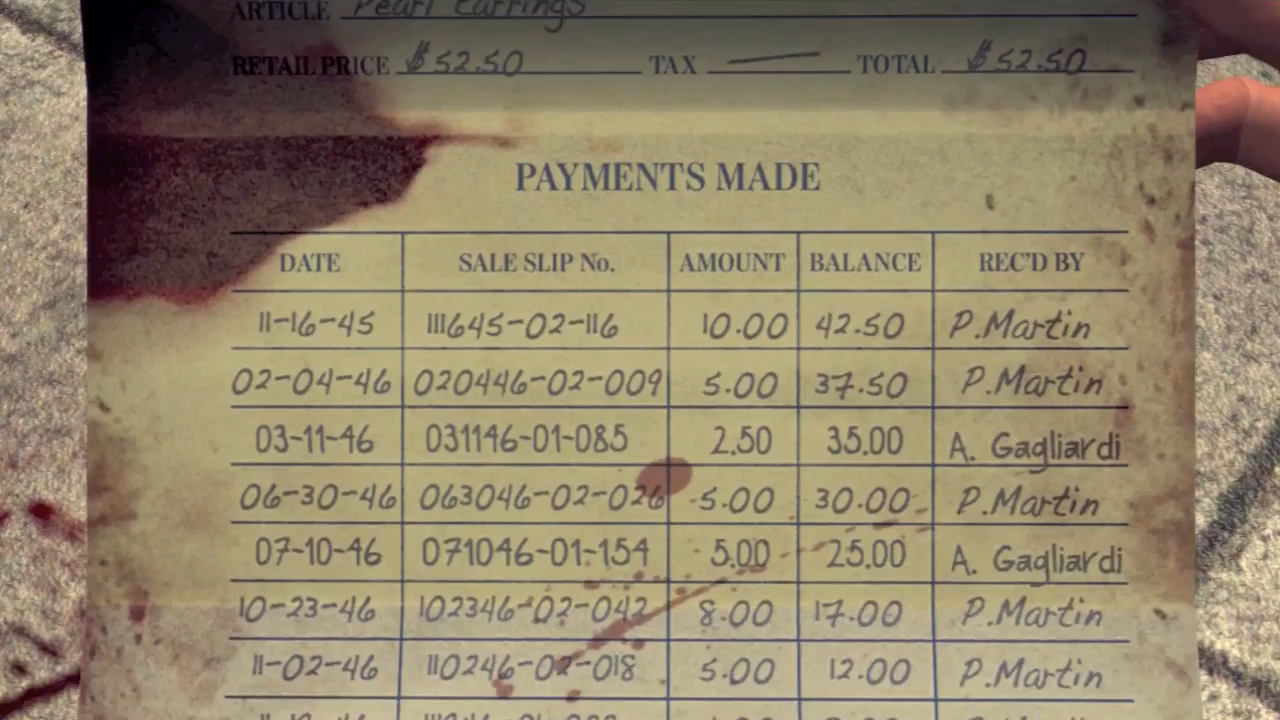 ARTICLE Pearl Earrings
RETAIL PRICE $52.50 TAX — TOTAL $52.50
PAYMENTS MADE
DATE SALE SLIP No. AMOUNT BALANCE REC'D BY
11-16-45 111645-02-116 10.00 42.50 P.Martin
02-04-46 020446-02-009 5.00 37.50 P.Martin
03-11-46 031146-01-085 2.50 35.00 A. Gagliardi
06-30-46 063046-02-026 5.00 30.00 P.Martin
07-10-46 071046-01-154 5.00 25.00 A. Gagliardi
10-23-46 102346-02-042 8.00 17.00 P.Martin
11-02-46 110246-02-018 5.00 12.00 P.Martin